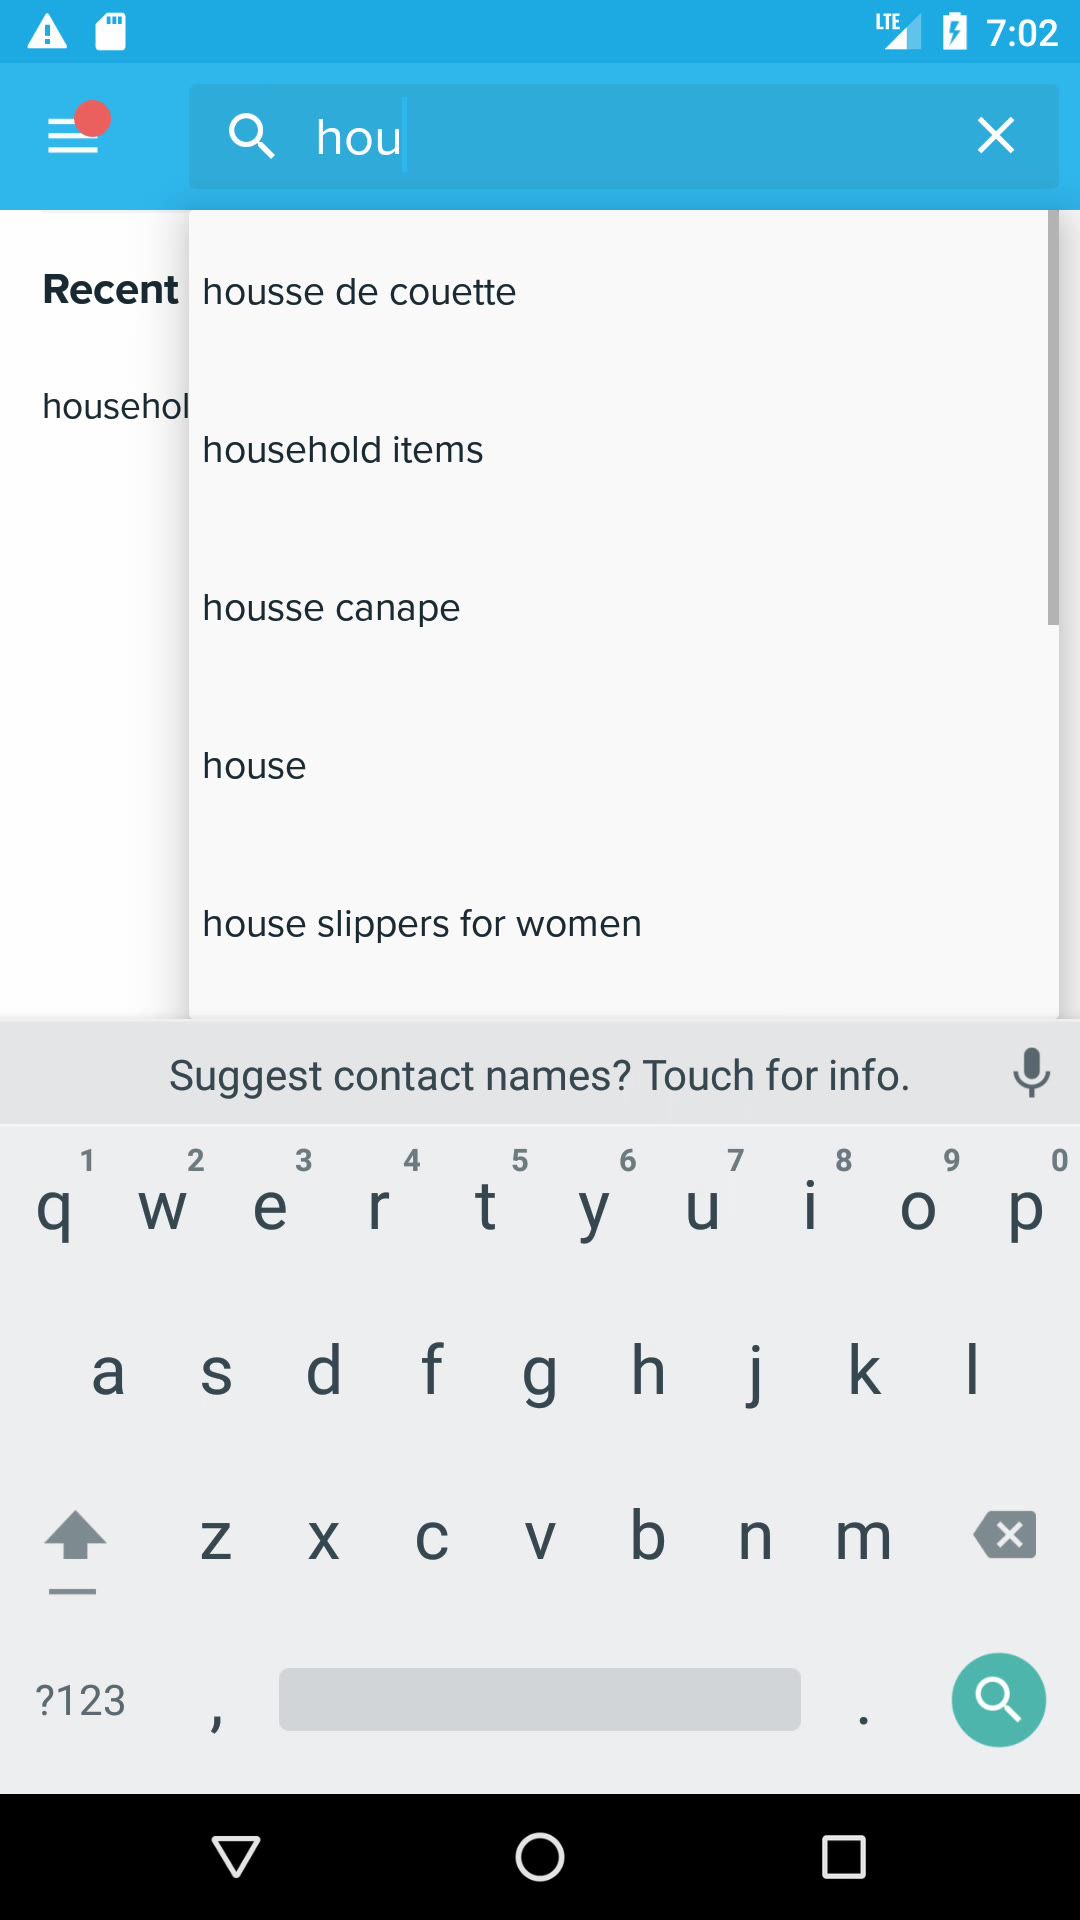 LTE 7:02
hou
Recent
househol
housse de couette
household items
housse canape
house
house slippers for women
Suggest contact names? Touch for info.
1 2 3 4 5 6 7 8 9 0
q w e r t y u i o p
a s d f g h j k l
z x c v b n m
?123 , .